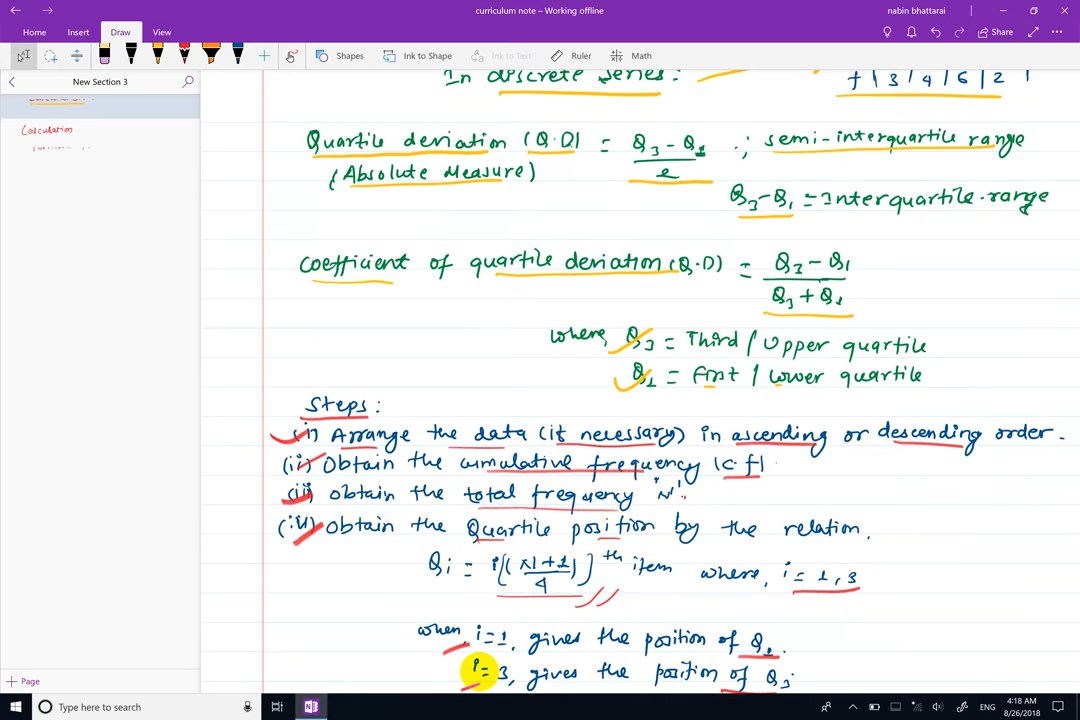 curriculum note – Working offline
nabin bhattarai
Home Insert Draw View
Share
Shapes Ink to Shape Ink to Text Ruler Math
New Section 3
Calculation
In discrete series:
f | 3 | 4 | 6 | 2 |
Quartile deviation (Q.D) = Q3 - Q1 / 2 ; semi-interquartile range
(Absolute Measure)
Q3 - Q1 = Interquartile range
coefficient of quartile deviation (Q.D) = Q3 - Q1 / Q3 + Q1
where, Q3 = Third / Upper quartile
Q1 = first / lower quartile
Steps:
(i) Arrange the data (if necessary) in ascending or descending order.
(ii) Obtain the cumulative frequency (c.f)
(iii) obtain the total frequency 'N'.
(iv) Obtain the Quartile position by the relation.
Qi = i((N+1)/4)th item where, i = 1, 3
when, i=1, gives the position of Q1.
i=3, gives the position of Q3.
Page
Type here to search
ENG
4:18 AM
8/26/2018